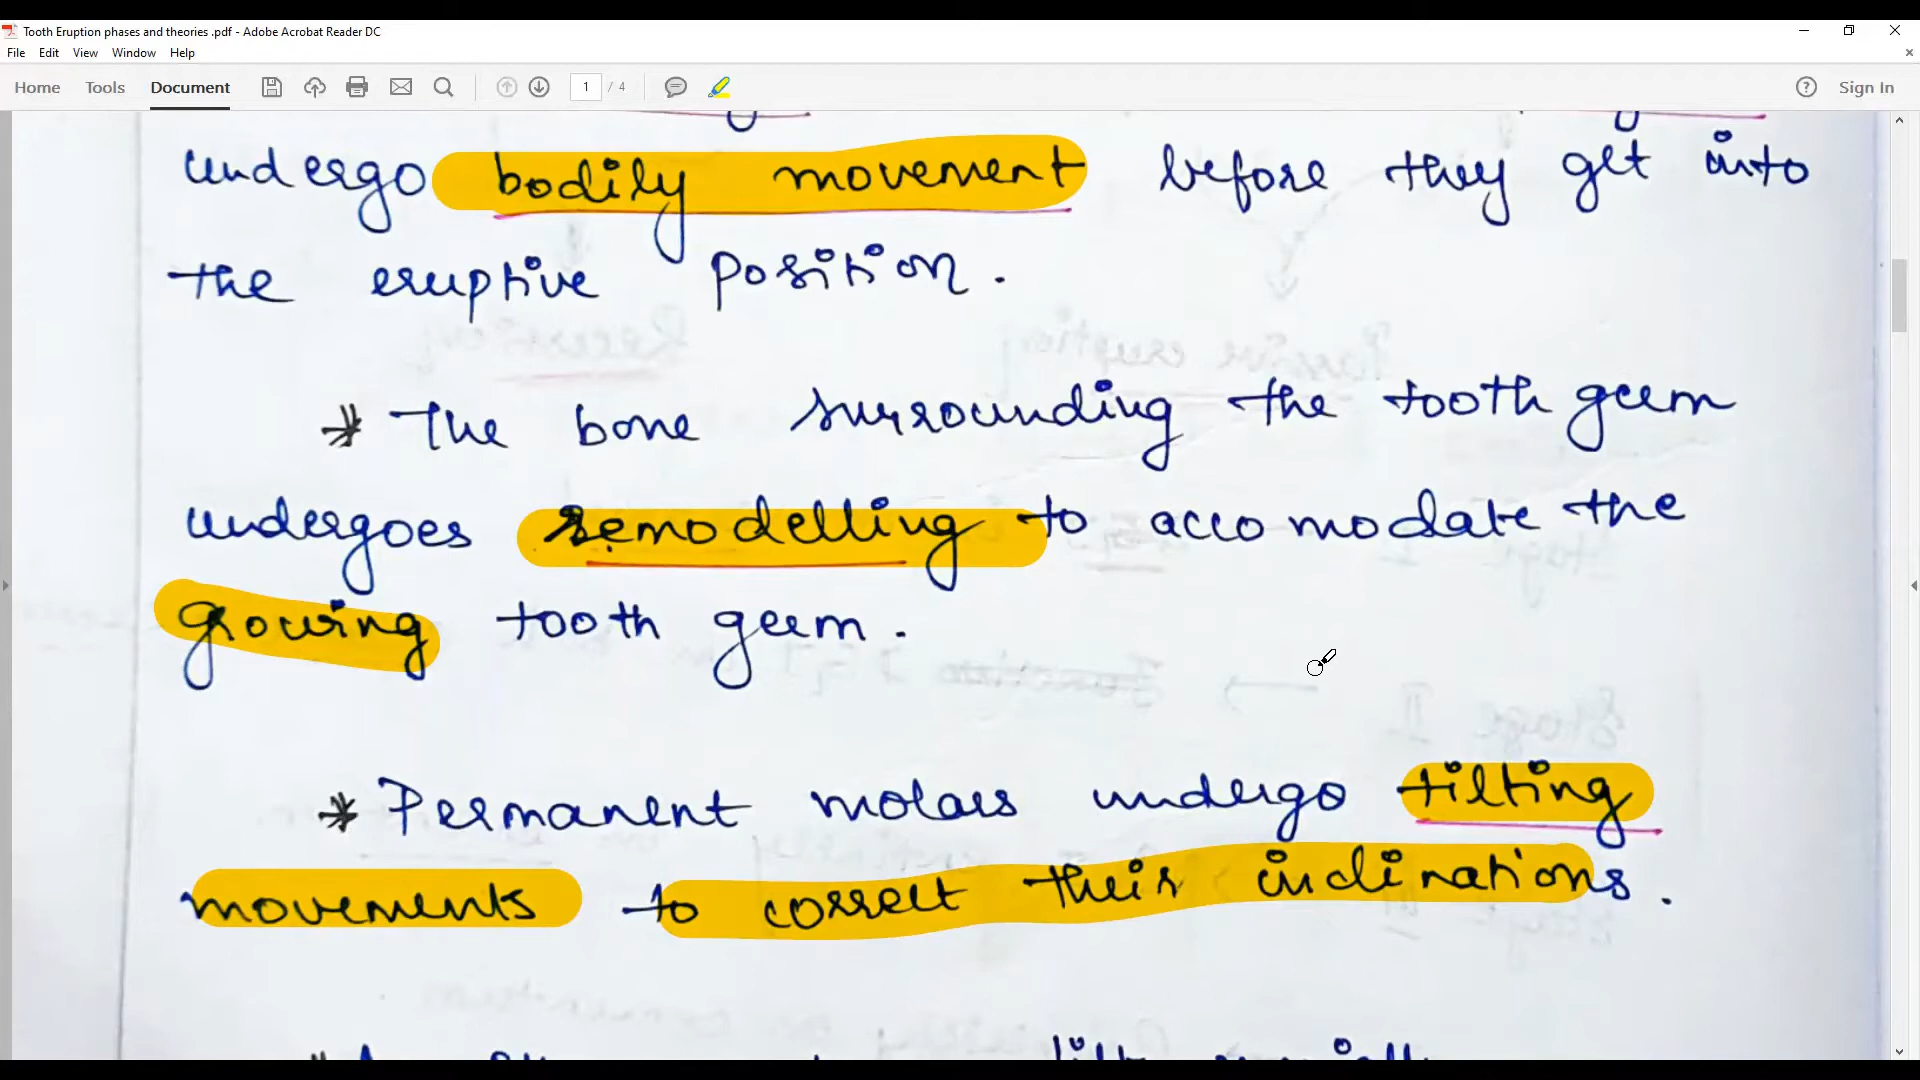 Tooth Eruption phases and theories .pdf - Adobe Acrobat Reader DC
File Edit View Window Help
Home Tools Document 1 / 4 Sign In
undergo bodily movement before they get into
the eruptive position.
* The bone surrounding the tooth germ
undergoes remodelling to accomodate the
growing tooth germ.
* Permanent molars undergo tilting
movements to correct their inclinations.